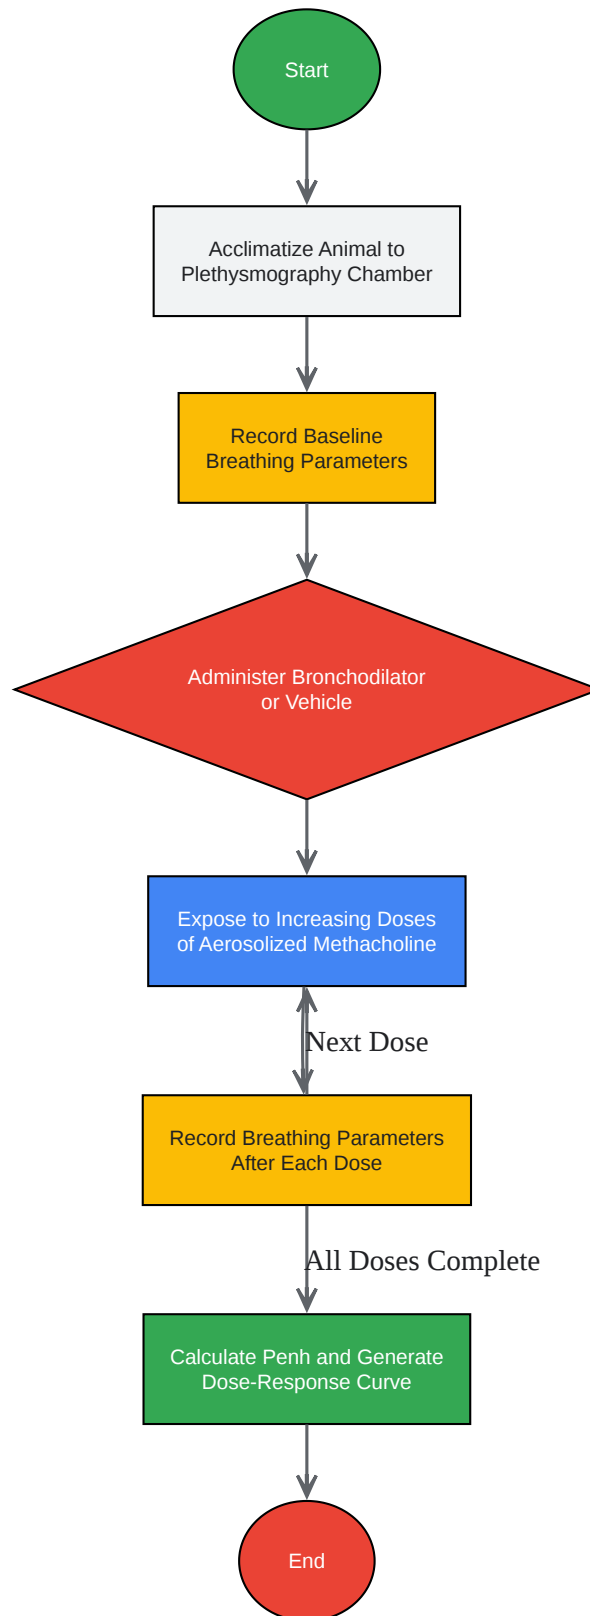 Start
Acclimatize Animal to
Plethysmography Chamber
Record Baseline
Breathing Parameters
Administer Bronchodilator
or Vehicle
Expose to Increasing Doses
of Aerosolized Methacholine
Next Dose
Record Breathing Parameters
After Each Dose
All Doses Complete
Calculate Penh and Generate
Dose-Response Curve
End